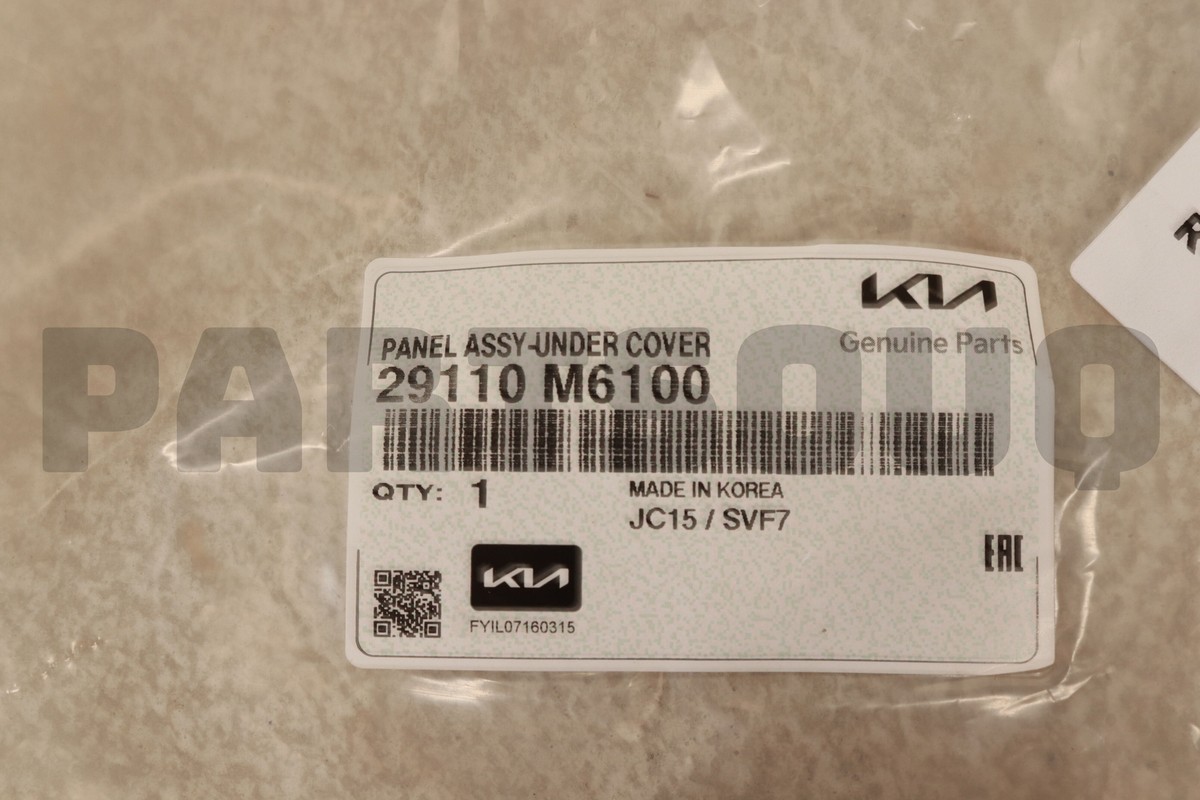 KIA
Genuine Parts
PANEL ASSY-UNDER COVER
29110 M6100
QTY: 1
MADE IN KOREA
JC15 / SVF7
EAC
KIA
FYIL07160315
PARTSOUQ
R